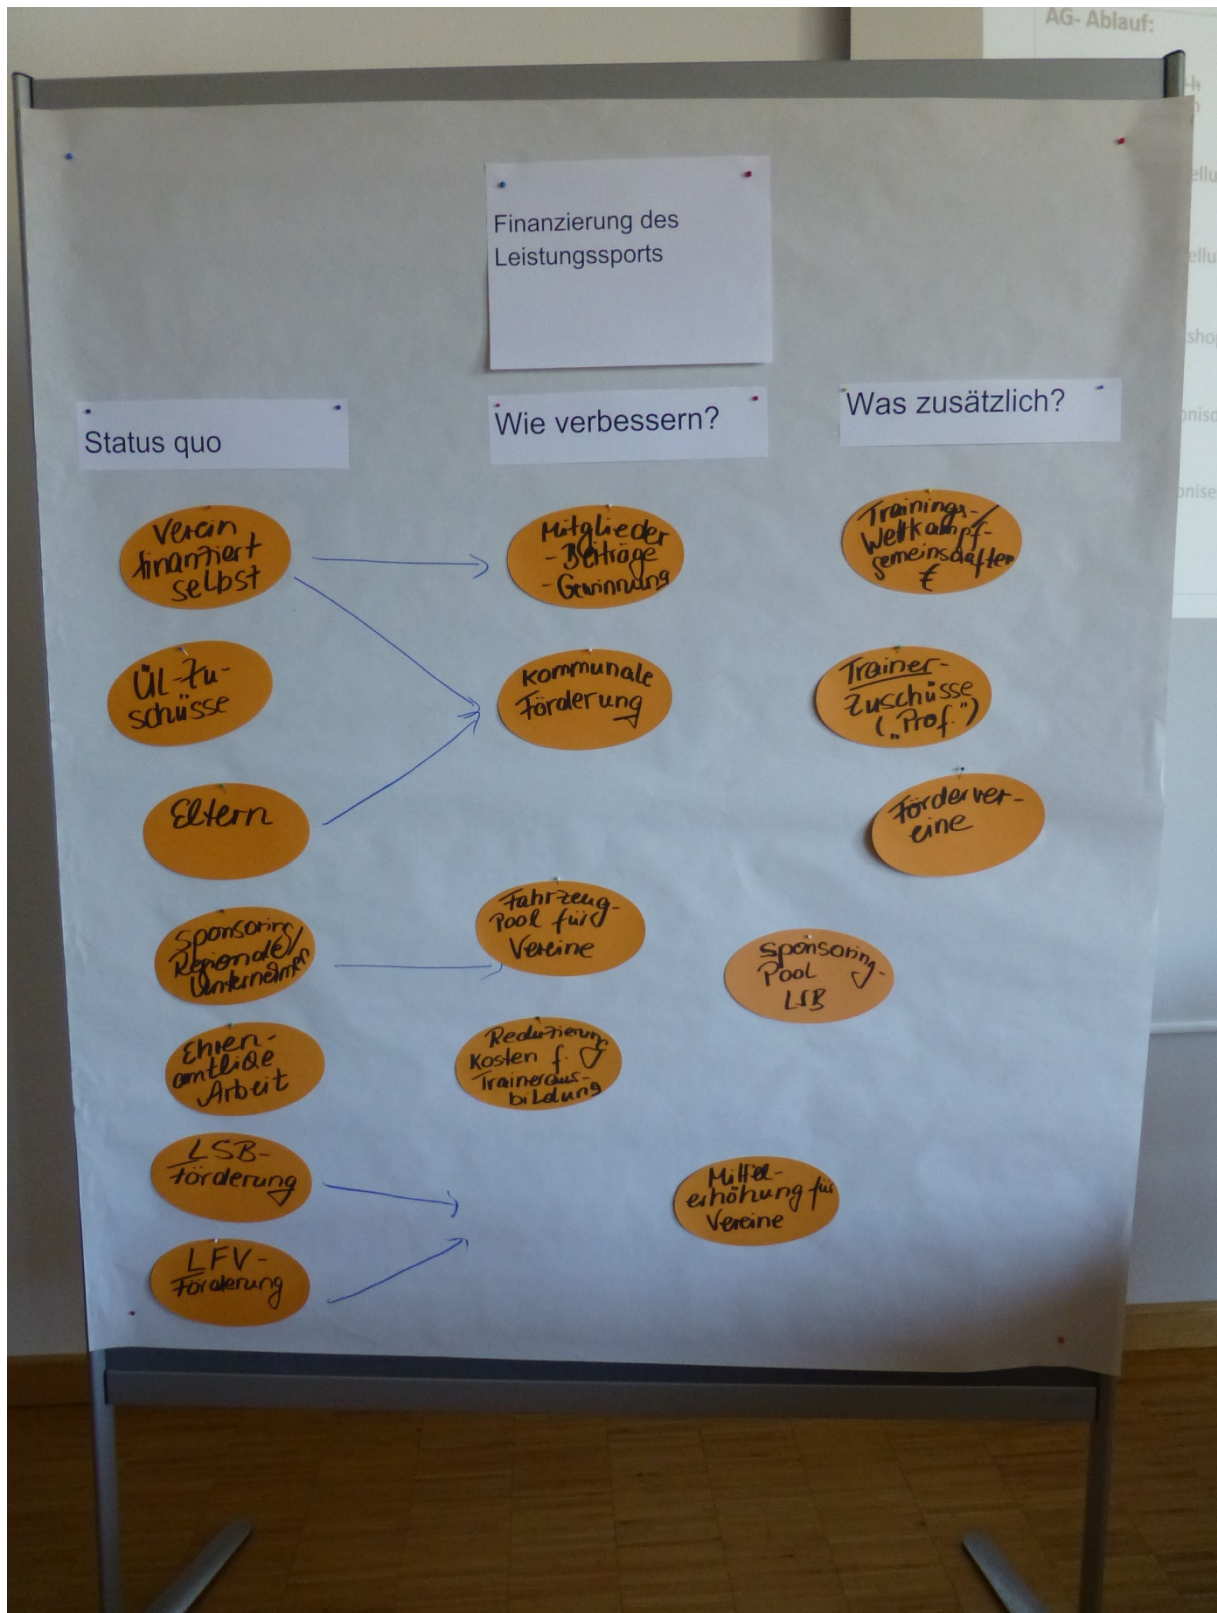 AG- Ablauf:
Finanzierung des
Leistungssports
Status quo
Verein
finanziert
selbst
ÜL-Zu-
schüsse
Eltern
Sponsoring/
Regionale/
Unternehmen
Ehren-
amtliche
Arbeit
LSB-
Förderung
LFV-
Förderung
Wie verbessern?
Mitglieder
- Beiträge
- Gewinnung
Kommunale
Förderung
Fahrzeug-
Pool für
Vereine
Reduzierung
Kosten f.
Traineraus-
bildung
Was zusätzlich?
Trainings-/
Wettkampf-
gemeinschaften
€
Trainer-
Zuschüsse
("Prof.")
Förderver-
eine
Sponsoring-
Pool
LSB
Mittel-
erhöhung für
Vereine